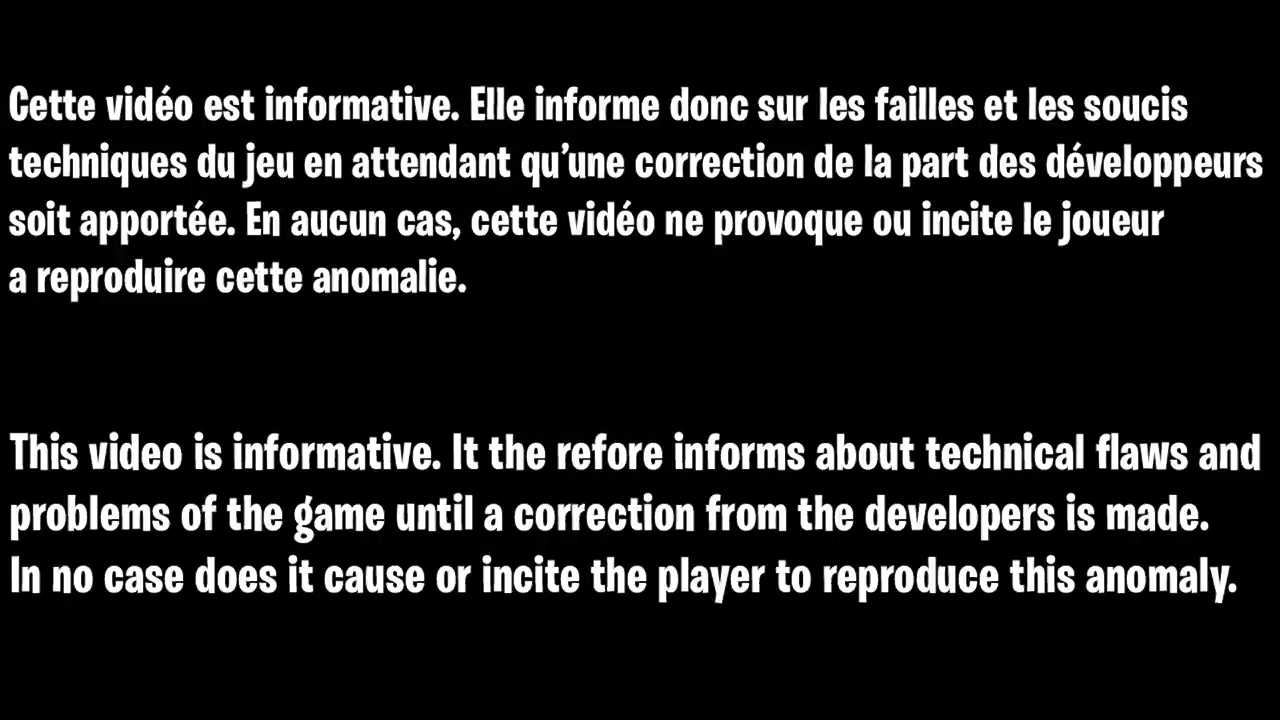 Cette vidéo est informative. Elle informe donc sur les failles et les soucis
techniques du jeu en attendant qu’une correction de la part des développeurs
soit apportée. En aucun cas, cette vidéo ne provoque ou incite le joueur
a reproduire cette anomalie.
This video is informative. It the refore informs about technical flaws and
problems of the game until a correction from the developers is made.
In no case does it cause or incite the player to reproduce this anomaly.